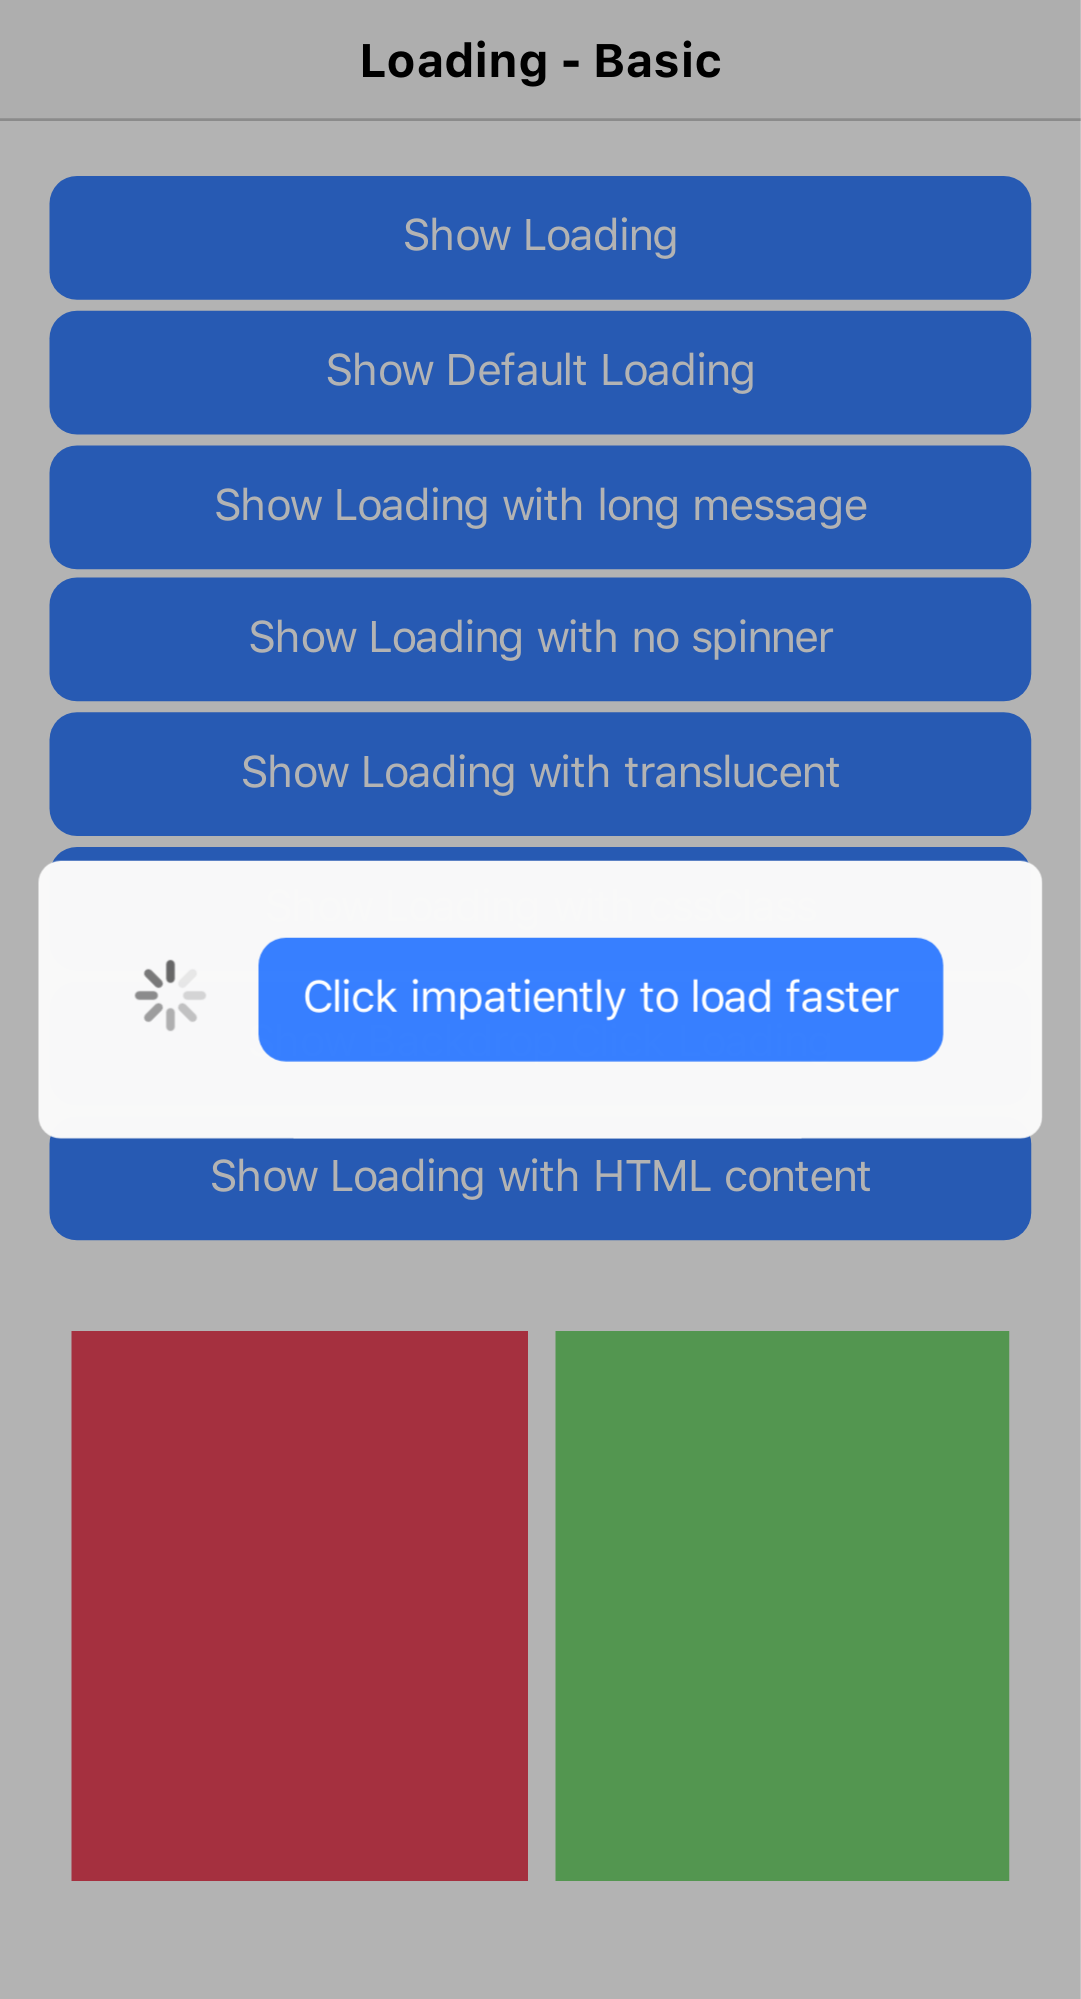 Loading - Basic
Show Loading
Show Default Loading
Show Loading with long message
Show Loading with no spinner
Show Loading with translucent
Click impatiently to load faster
Show Loading with HTML content